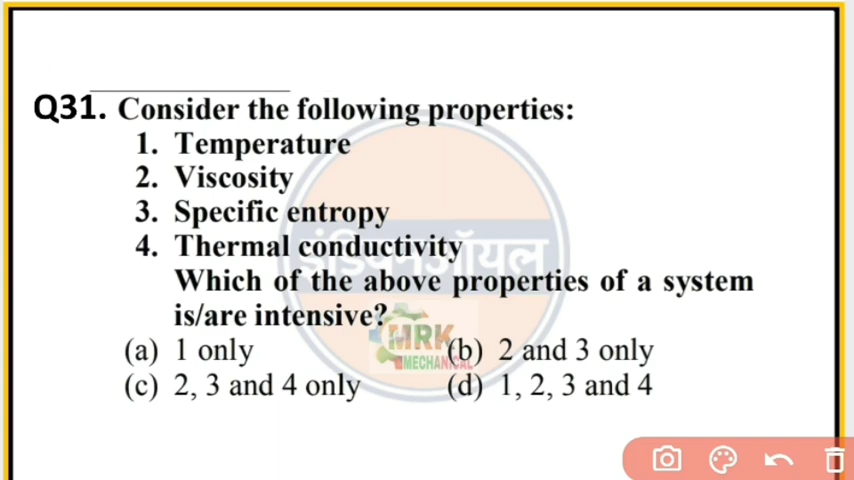 Q31. Consider the following properties:
1. Temperature
2. Viscosity
3. Specific entropy
4. Thermal conductivity
इंडियनऑयल
Which of the above properties of a system
is/are intensive?
MRK
MECHANICAL
(a) 1 only (b) 2 and 3 only
(c) 2, 3 and 4 only (d) 1, 2, 3 and 4